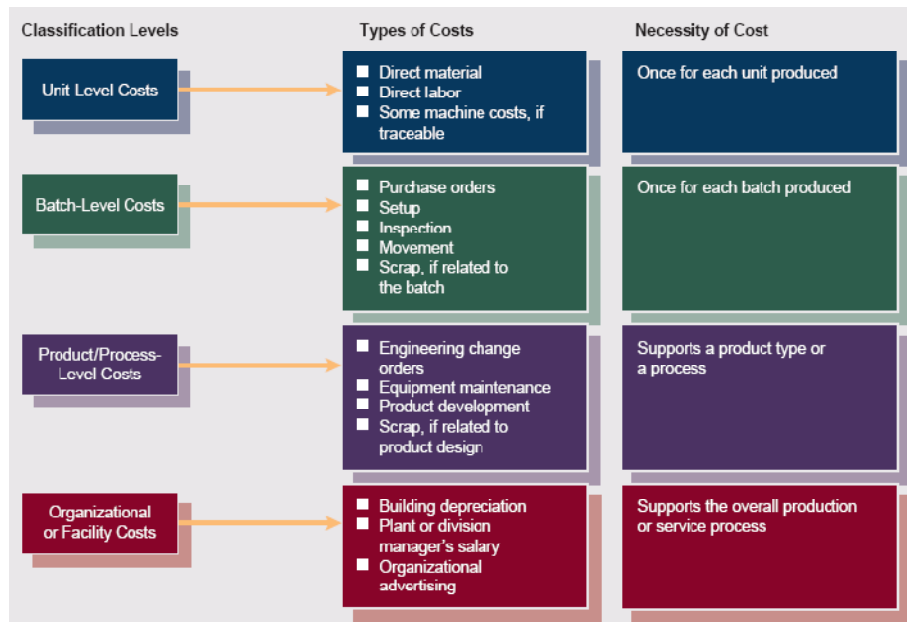 Classification Levels
Types of Costs
Necessity of Cost
Unit Level Costs
Direct material
Direct labor
Some machine costs, if
traceable
Once for each unit produced
Batch-Level Costs
Purchase orders
Setup
Inspection
Movement
Scrap, if related to
the batch
Once for each batch produced
Product/Process-
Level Costs
Engineering change
orders
Equipment maintenance
Product development
Scrap, if related to
product design
Supports a product type or
a process
Organizational
or Facility Costs
Building depreciation
Plant or division
manager's salary
Organizational
advertising
Supports the overall production
or service process